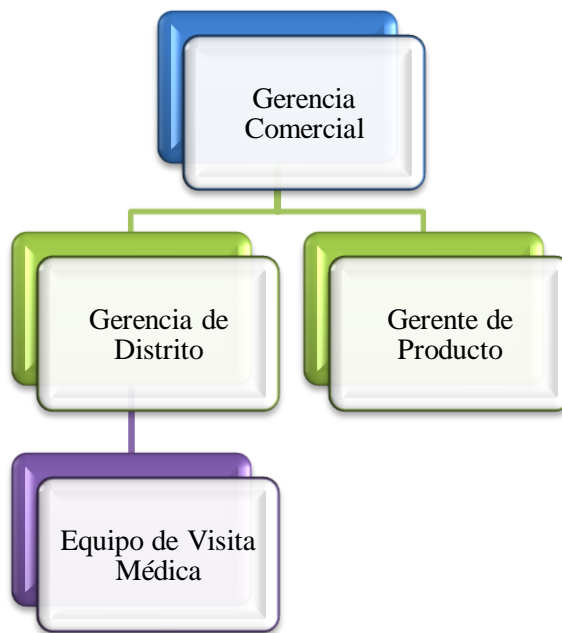 Gerencia
Comercial
Gerencia de
Distrito
Gerente de
Producto
Equipo de Visita
Médica